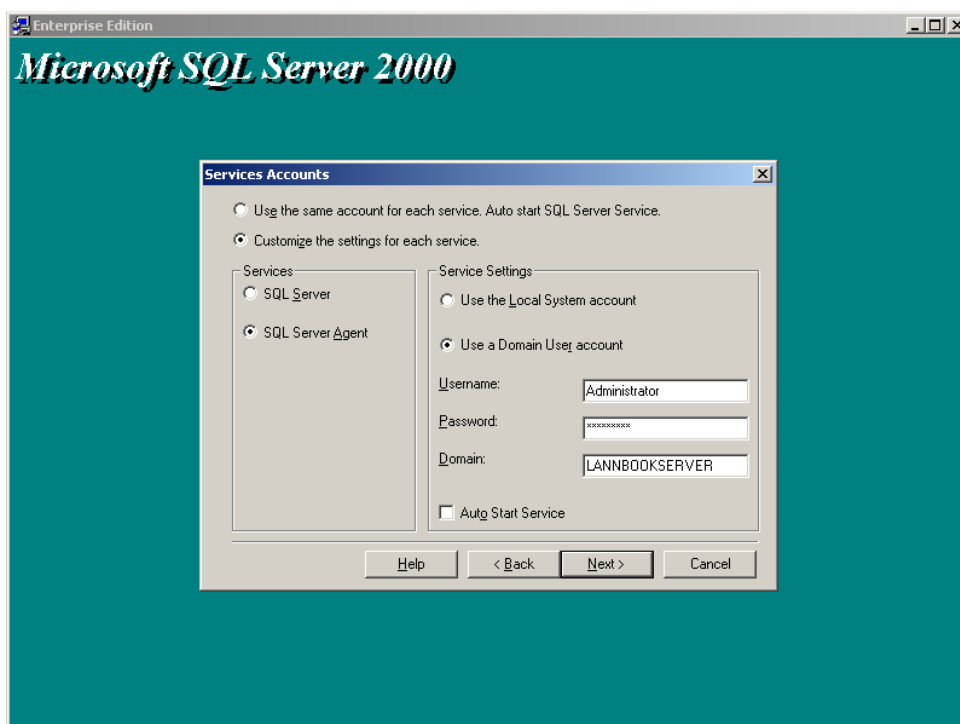 Enterprise Edition
Microsoft SQL Server 2000
Services Accounts
Use the same account for each service. Auto start SQL Server Service.
Customize the settings for each service.
Services
SQL Server
SQL Server Agent
Service Settings
Use the Local System account
Use a Domain User account
Username: Administrator
Password: *********
Domain: LANNBOOKSERVER
Auto Start Service
Help < Back Next > Cancel